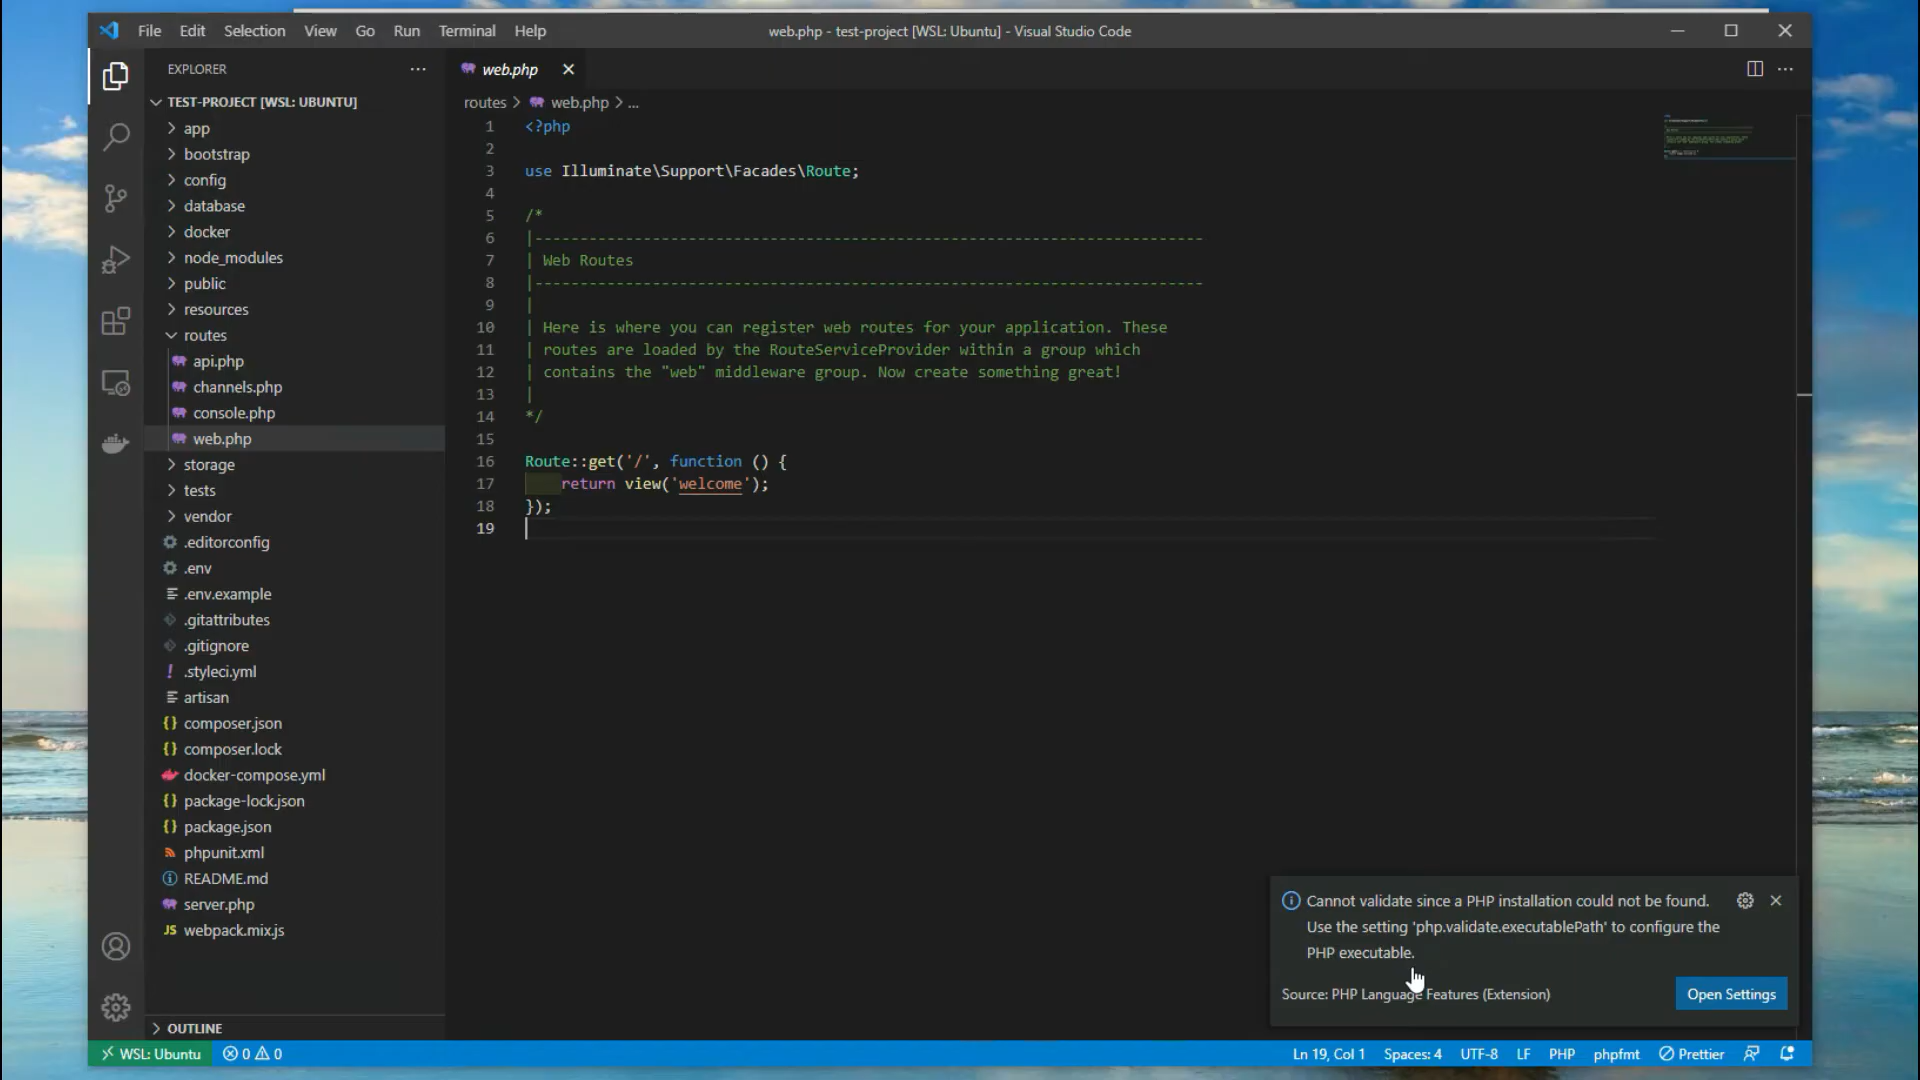 File Edit Selection View Go Run Terminal Help
web.php - test-project [WSL: Ubuntu] - Visual Studio Code
EXPLORER
TEST-PROJECT [WSL: UBUNTU]
app
bootstrap
config
database
docker
node_modules
public
resources
routes
api.php
channels.php
console.php
web.php
storage
tests
vendor
.editorconfig
.env
.env.example
.gitattributes
.gitignore
.styleci.yml
artisan
composer.json
composer.lock
docker-compose.yml
package-lock.json
package.json
phpunit.xml
README.md
server.php
JS webpack.mix.js
OUTLINE
web.php
routes > web.php > ...
1 <?php
2
3 use Illuminate\Support\Facades\Route;
4
5 /*
6 |--------------------------------------------------------------------------
7 | Web Routes
8 |--------------------------------------------------------------------------
9 |
10 | Here is where you can register web routes for your application. These
11 | routes are loaded by the RouteServiceProvider within a group which
12 | contains the "web" middleware group. Now create something great!
13 |
14 */
15
16 Route::get('/', function () {
17 return view('welcome');
18 });
19
Cannot validate since a PHP installation could not be found.
Use the setting 'php.validate.executablePath' to configure the
PHP executable.
Source: PHP Language Features (Extension)
Open Settings
WSL: Ubuntu 0 0 Ln 19, Col 1 Spaces: 4 UTF-8 LF PHP phpfmt Prettier